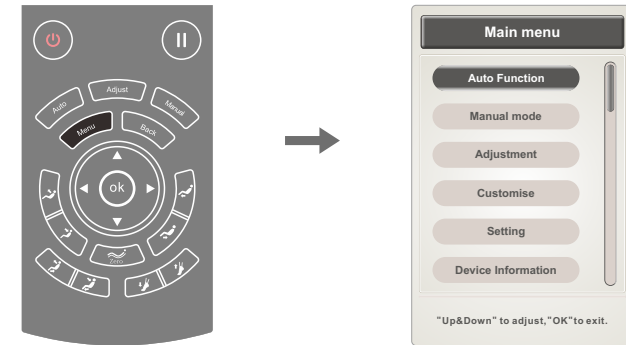 Auto
Adjust
Manual
Menu
Back
ok
Zero
Main menu
Auto Function
Manual mode
Adjustment
Customise
Setting
Device Information
"Up&Down" to adjust,"OK"to exit.